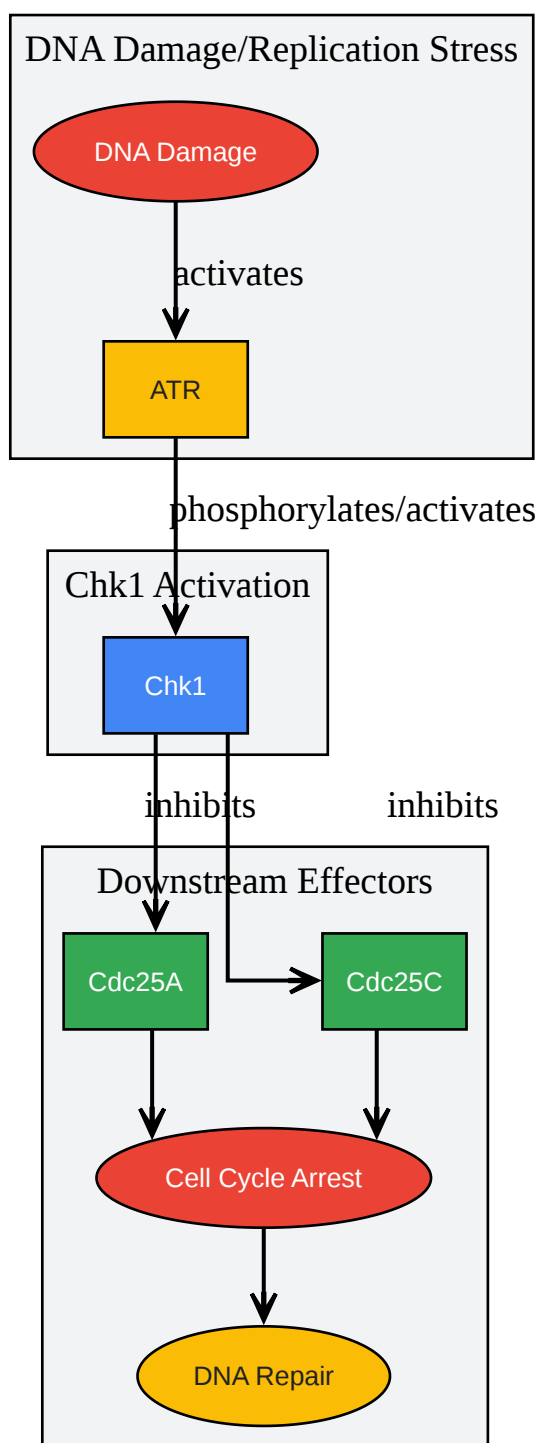 DNA Damage/Replication Stress
DNA Damage
activates
ATR
phosphorylates/activates
Chk1 Activation
Chk1
inhibits
inhibits
Downstream Effectors
Cdc25A
Cdc25C
Cell Cycle Arrest
DNA Repair